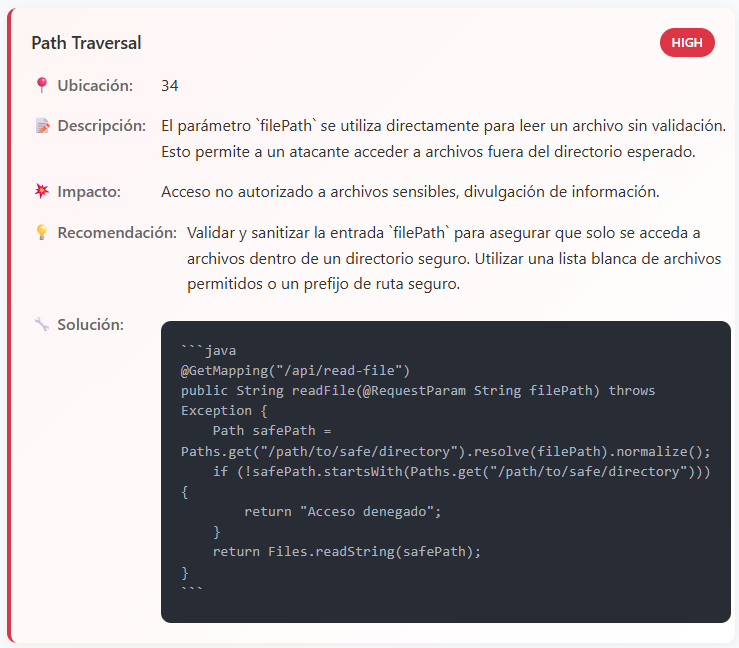 Path Traversal
HIGH
Ubicación: 34
Descripción: El parámetro `filePath` se utiliza directamente para leer un archivo sin validación.
Esto permite a un atacante acceder a archivos fuera del directorio esperado.
Impacto: Acceso no autorizado a archivos sensibles, divulgación de información.
Recomendación: Validar y sanitizar la entrada `filePath` para asegurar que solo se acceda a
archivos dentro de un directorio seguro. Utilizar una lista blanca de archivos
permitidos o un prefijo de ruta seguro.
Solución:
```java
@GetMapping("/api/read-file")
public String readFile(@RequestParam String filePath) throws
Exception {
    Path safePath =
Paths.get("/path/to/safe/directory").resolve(filePath).normalize();
    if (!safePath.startsWith(Paths.get("/path/to/safe/directory")))
{
        return "Acceso denegado";
    }
    return Files.readString(safePath);
}
```